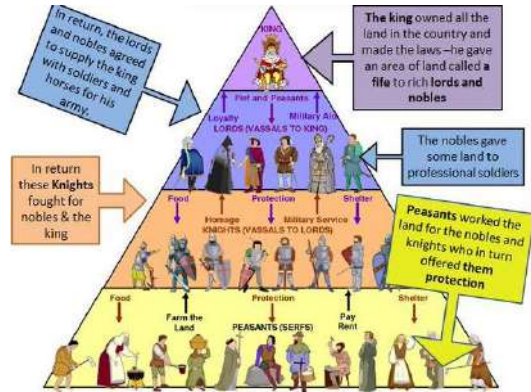 In return, the lords
and nobles agreed
to supply the king
with soldiers and
horses for his
army.
The king owned all the
land in the country and
made the laws –he gave
an area of land called a
fife to rich lords and
nobles
KING
Fief and Peasants
Loyalty
Military Aid
LORDS (VASSALS TO KING)
The nobles gave
some land to
professional soldiers
In return
these Knights
fought for
nobles & the
king
Food
Protection
Shelter
Homage
Military Service
KNIGHTS (VASSALS TO LORDS)
Peasants worked the
land for the nobles and
knights who in turn
offered them
protection
Food
Protection
Shelter
Farm the
Land
Pay
Rent
PEASANTS (SERFS)